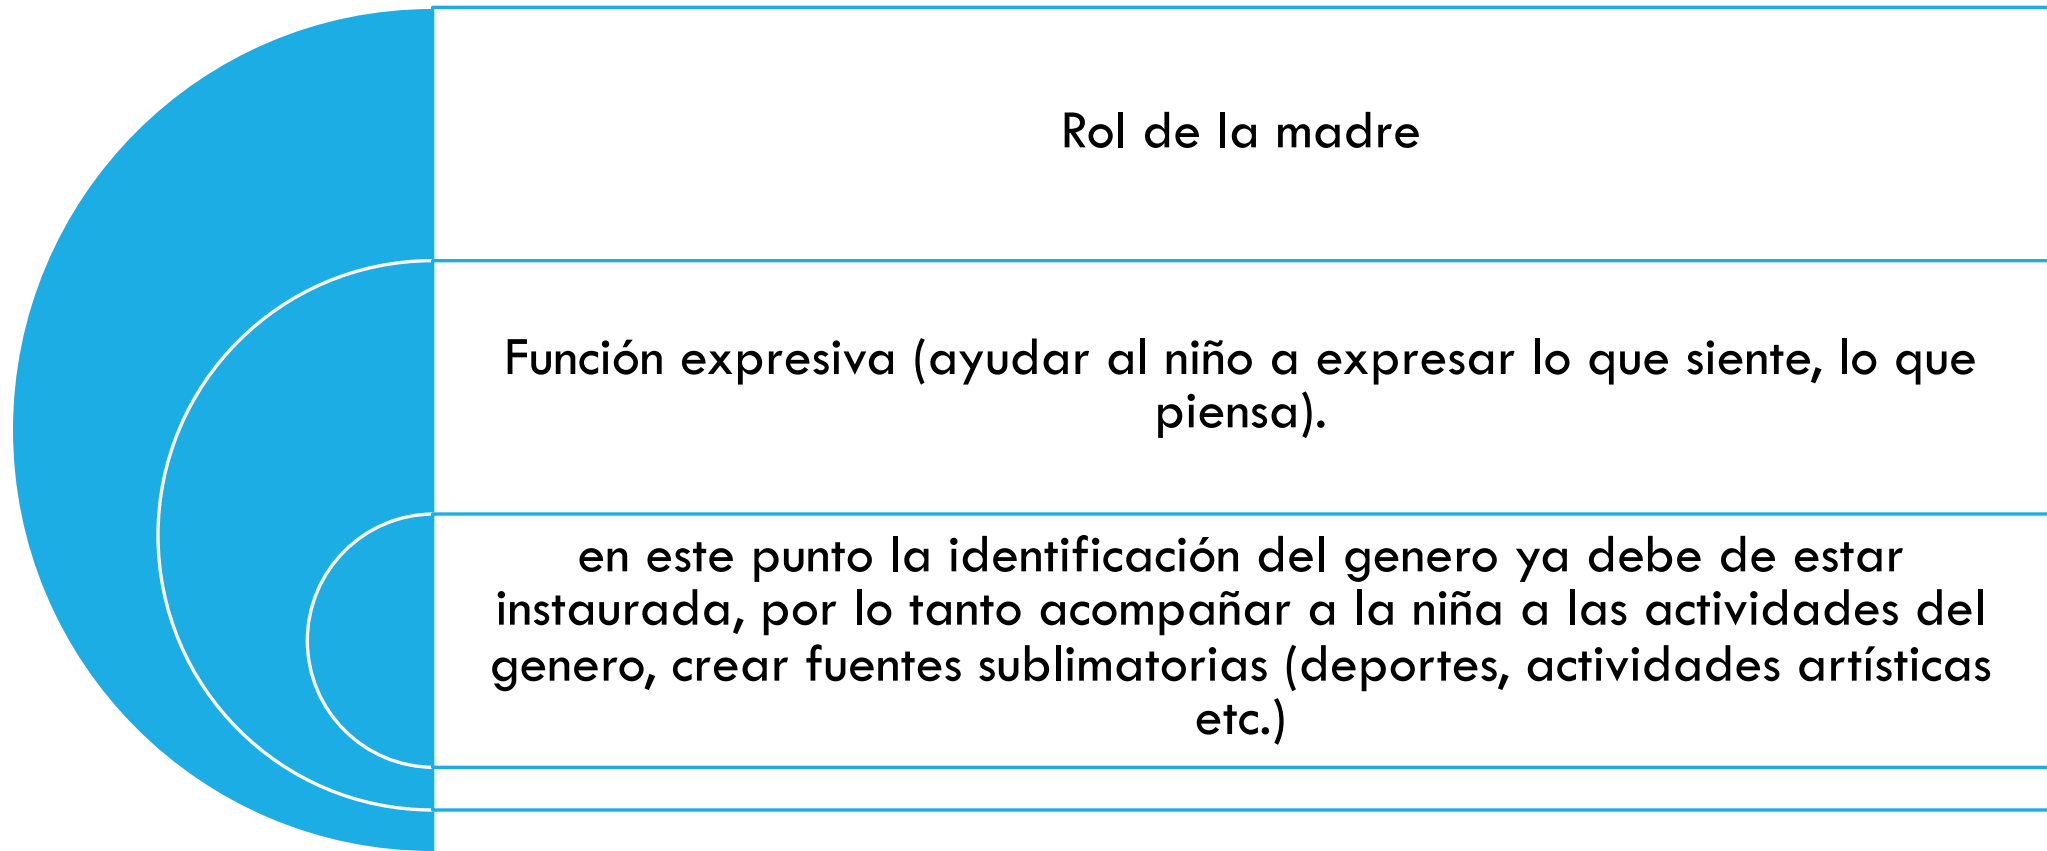 Rol de la madre
Función expresiva (ayudar al niño a expresar lo que siente, lo que
piensa).
en este punto la identificación del genero ya debe de estar
instaurada, por lo tanto acompañar a la niña a las actividades del
genero, crear fuentes sublimatorias (deportes, actividades artísticas
etc.)